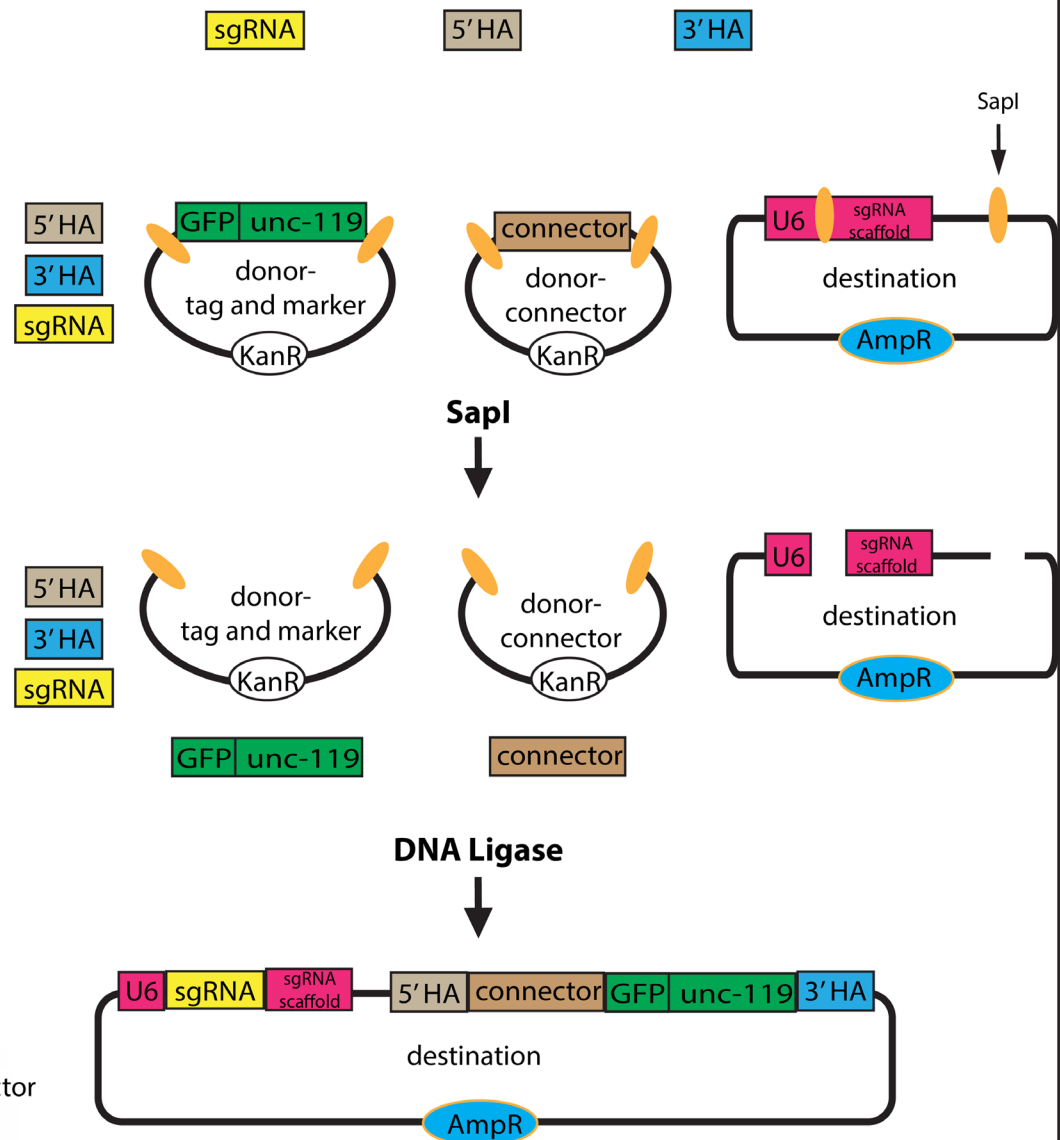 sgRNA 5' HA 3' HA
SapI
5' HA
3' HA
sgRNA
GFP unc-119
donor-
tag and marker
KanR
connector
donor-
connector
KanR
U6 sgRNA
scaffold
destination
AmpR
SapI
5' HA
3' HA
sgRNA
donor-
tag and marker
KanR
GFP unc-119
donor-
connector
KanR
connector
U6 sgRNA
scaffold
destination
AmpR
DNA Ligase
U6 sgRNA sgRNA
scaffold
5' HA connector GFP unc-119 3' HA
destination
AmpR